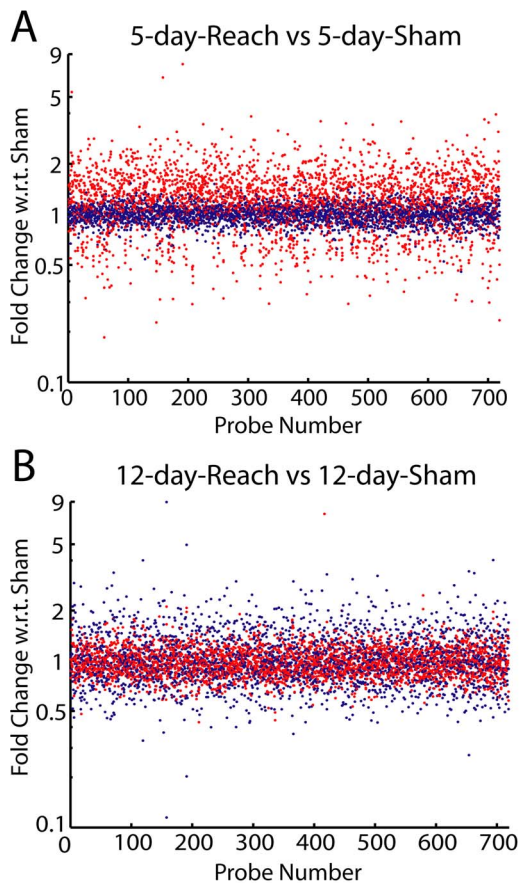 A
5-day-Reach vs 5-day-Sham
9
5
2
1
0.5
0.1
Fold Change w.r.t. Sham
0 100 200 300 400 500 600 700
Probe Number
B
12-day-Reach vs 12-day-Sham
9
5
2
1
0.5
0.1
Fold Change w.r.t. Sham
0 100 200 300 400 500 600 700
Probe Number